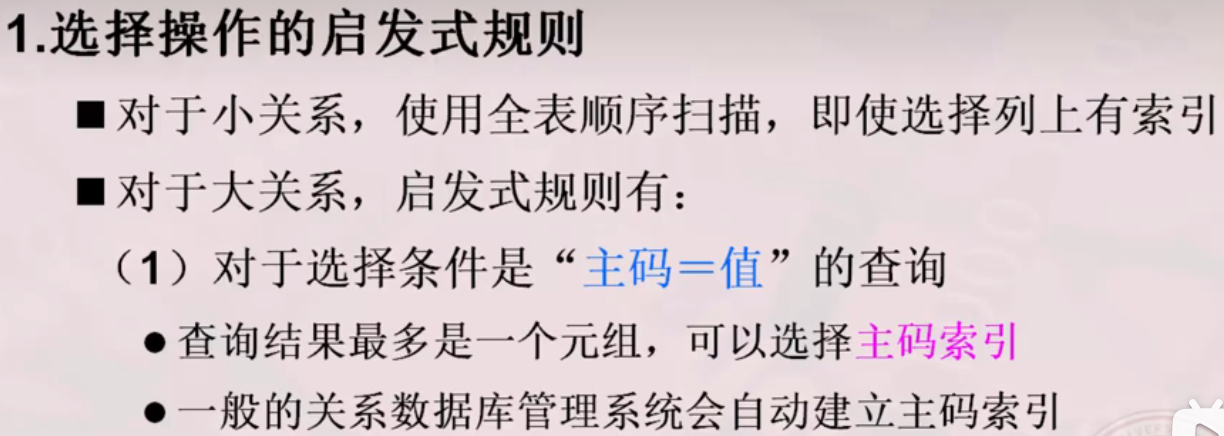 1.选择操作的启发式规则
■对于小关系，使用全表顺序扫描，即使选择列上有索引
■对于大关系，启发式规则有：
（1）对于选择条件是“主码＝值”的查询
●查询结果最多是一个元组，可以选择主码索引
●一般的关系数据库管理系统会自动建立主码索引